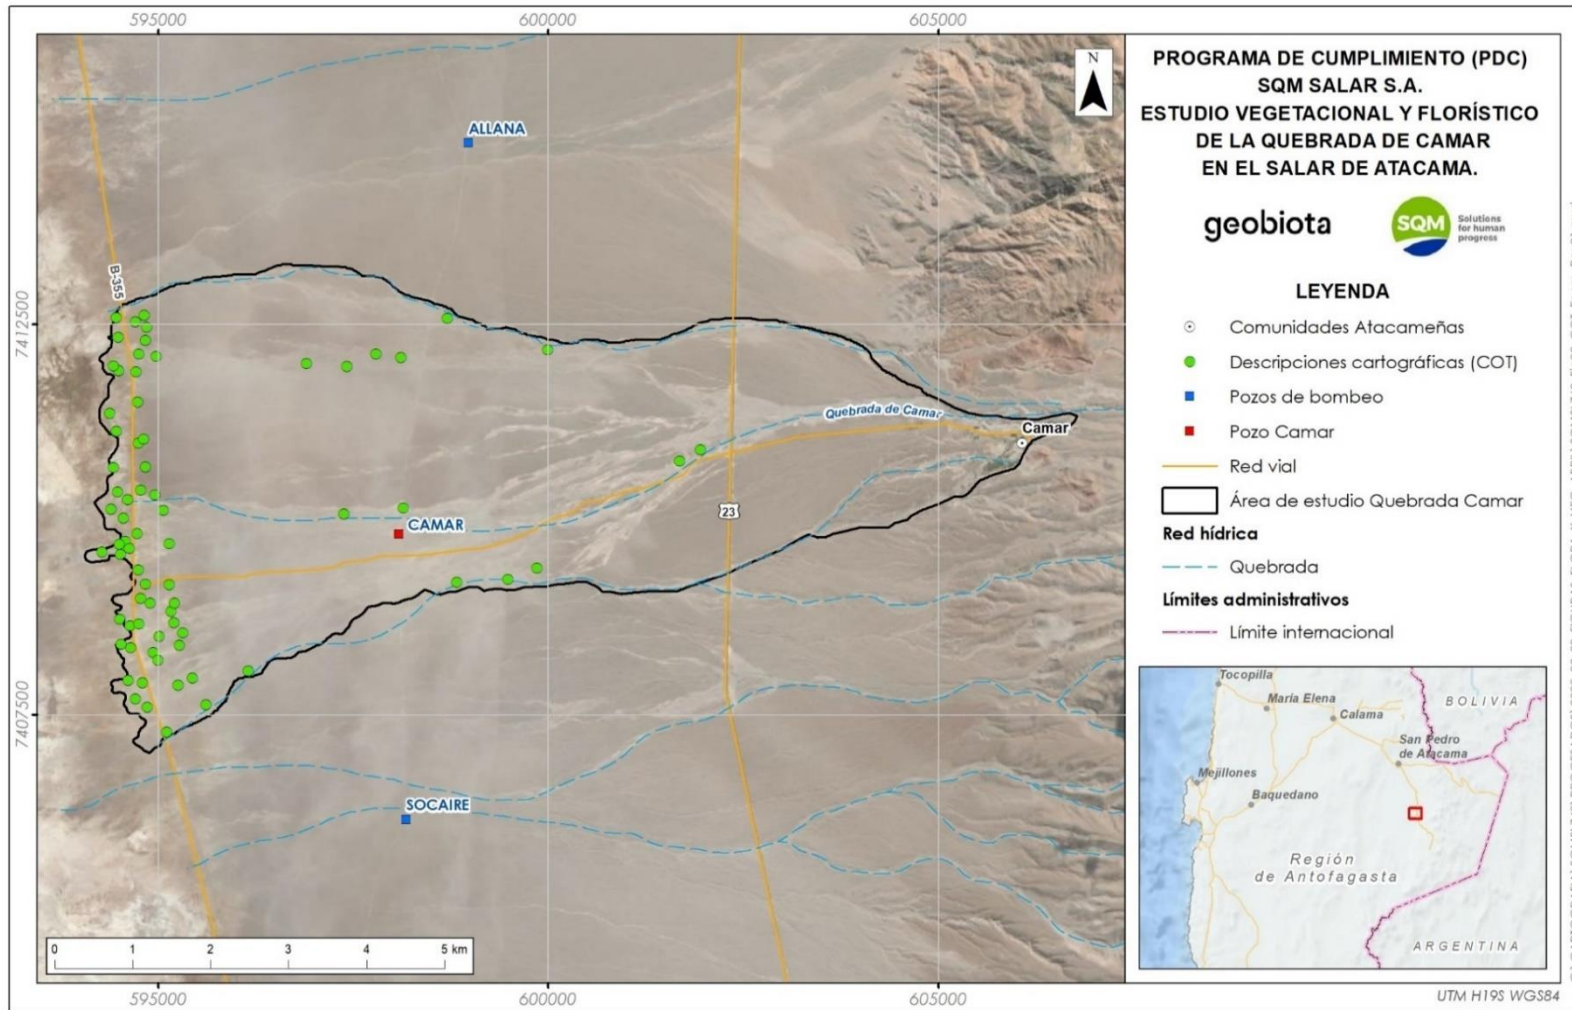 595000
600000
605000
N
ALLANA
B-355
7412500
Quebrada de Camar
Camar
23
CAMAR
7407500
SOCAIRE
0 1 2 3 4 5 km
595000
600000
605000
PROGRAMA DE CUMPLIMIENTO (PDC)
SQM SALAR S.A.
ESTUDIO VEGETACIONAL Y FLORÍSTICO
DE LA QUEBRADA DE CAMAR
EN EL SALAR DE ATACAMA.
geobiota
SQM
Solutions
for human
progress
LEYENDA
Comunidades Atacameñas
Descripciones cartográficas (COT)
Pozos de bombeo
Pozo Camar
Red vial
Área de estudio Quebrada Camar
Red hídrica
Quebrada
Límites administrativos
Límite internacional
Tocopilla
María Elena
BOLIVIA
Calama
San Pedro
de Atacama
Mejillones
Baquedano
Región
de Antofagasta
ARGENTINA
UTM H19S WGS84